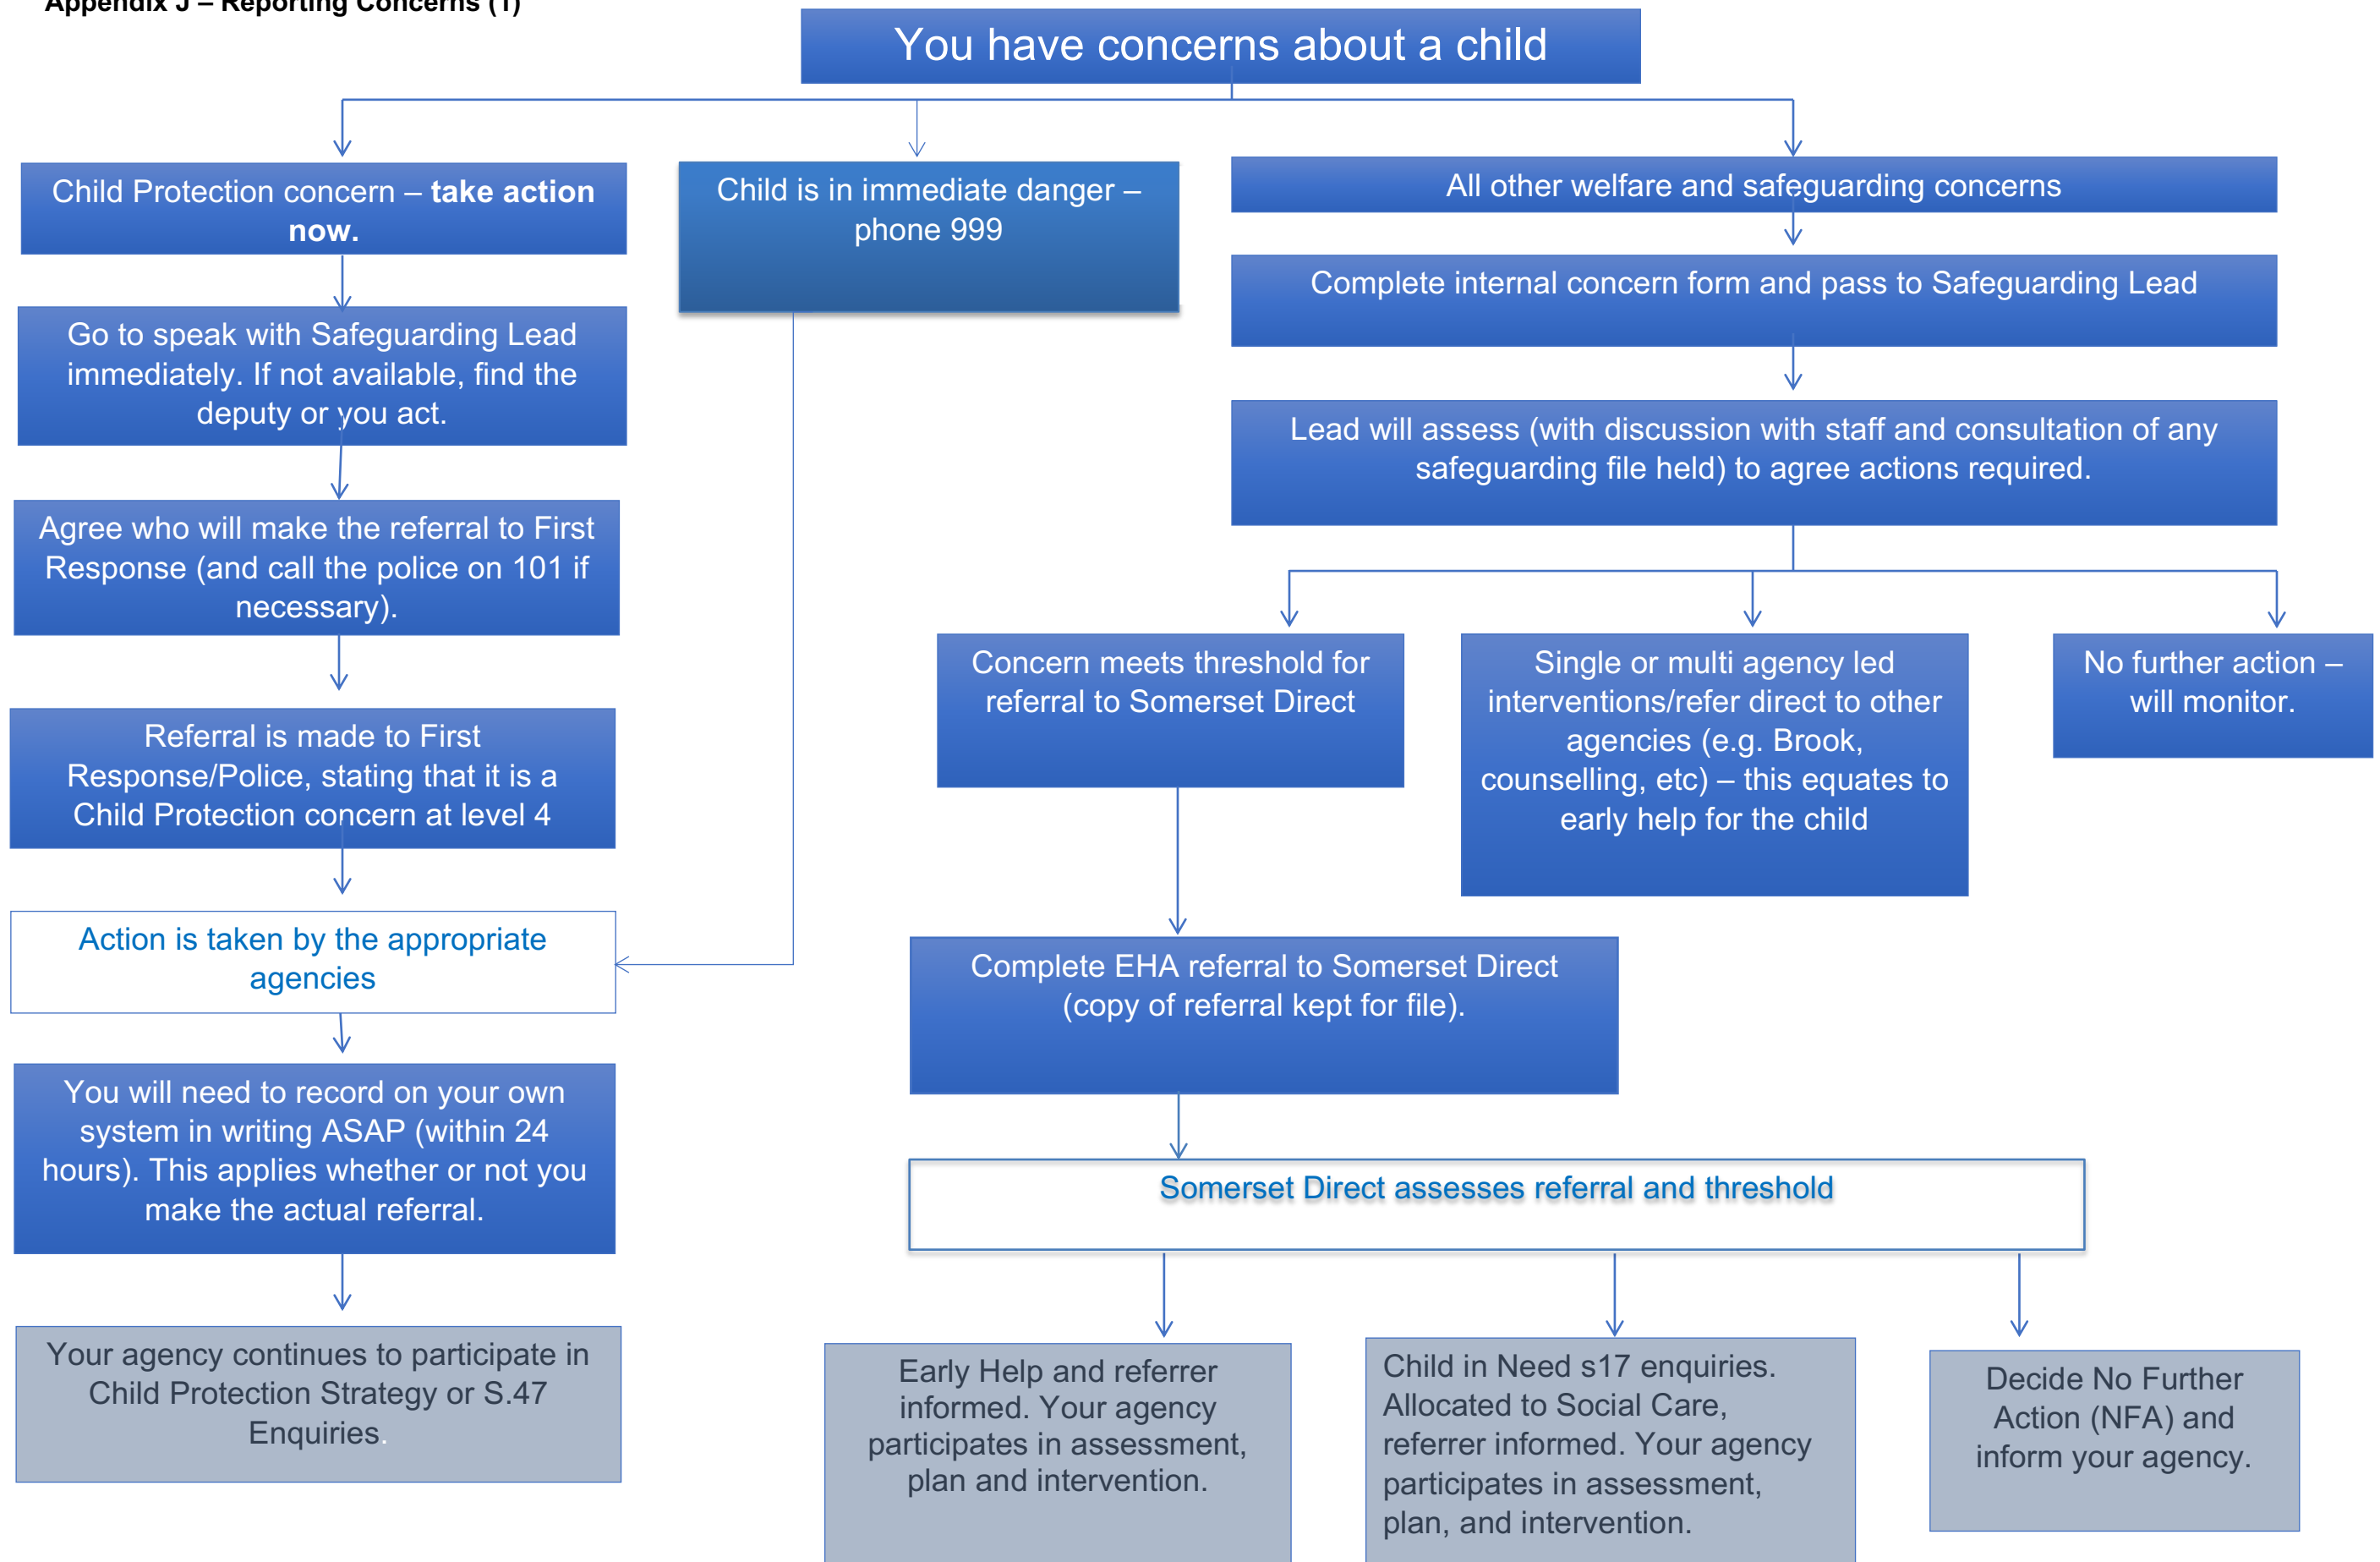 Appendix J – Reporting Concerns (1)
You have concerns about a child
Child Protection concern – take action
now.
Child is in immediate danger –
phone 999
All other welfare and safeguarding concerns
Go to speak with Safeguarding Lead
immediately. If not available, find the
deputy or you act.
Complete internal concern form and pass to Safeguarding Lead
Agree who will make the referral to First
Response (and call the police on 101 if
necessary).
Lead will assess (with discussion with staff and consultation of any
safeguarding file held) to agree actions required.
Referral is made to First
Response/Police, stating that it is a
Child Protection concern at level 4
Concern meets threshold for
referral to Somerset Direct
Single or multi agency led
interventions/refer direct to other
agencies (e.g. Brook,
counselling, etc) – this equates to
early help for the child
No further action –
will monitor.
Action is taken by the appropriate
agencies
Complete EHA referral to Somerset Direct
(copy of referral kept for file).
You will need to record on your own
system in writing ASAP (within 24
hours). This applies whether or not you
make the actual referral.
Somerset Direct assesses referral and threshold
Your agency continues to participate in
Child Protection Strategy or S.47
Enquiries.
Early Help and referrer
informed. Your agency
participates in assessment,
plan and intervention.
Child in Need s17 enquiries.
Allocated to Social Care,
referrer informed. Your agency
participates in assessment,
plan, and intervention.
Decide No Further
Action (NFA) and
inform your agency.